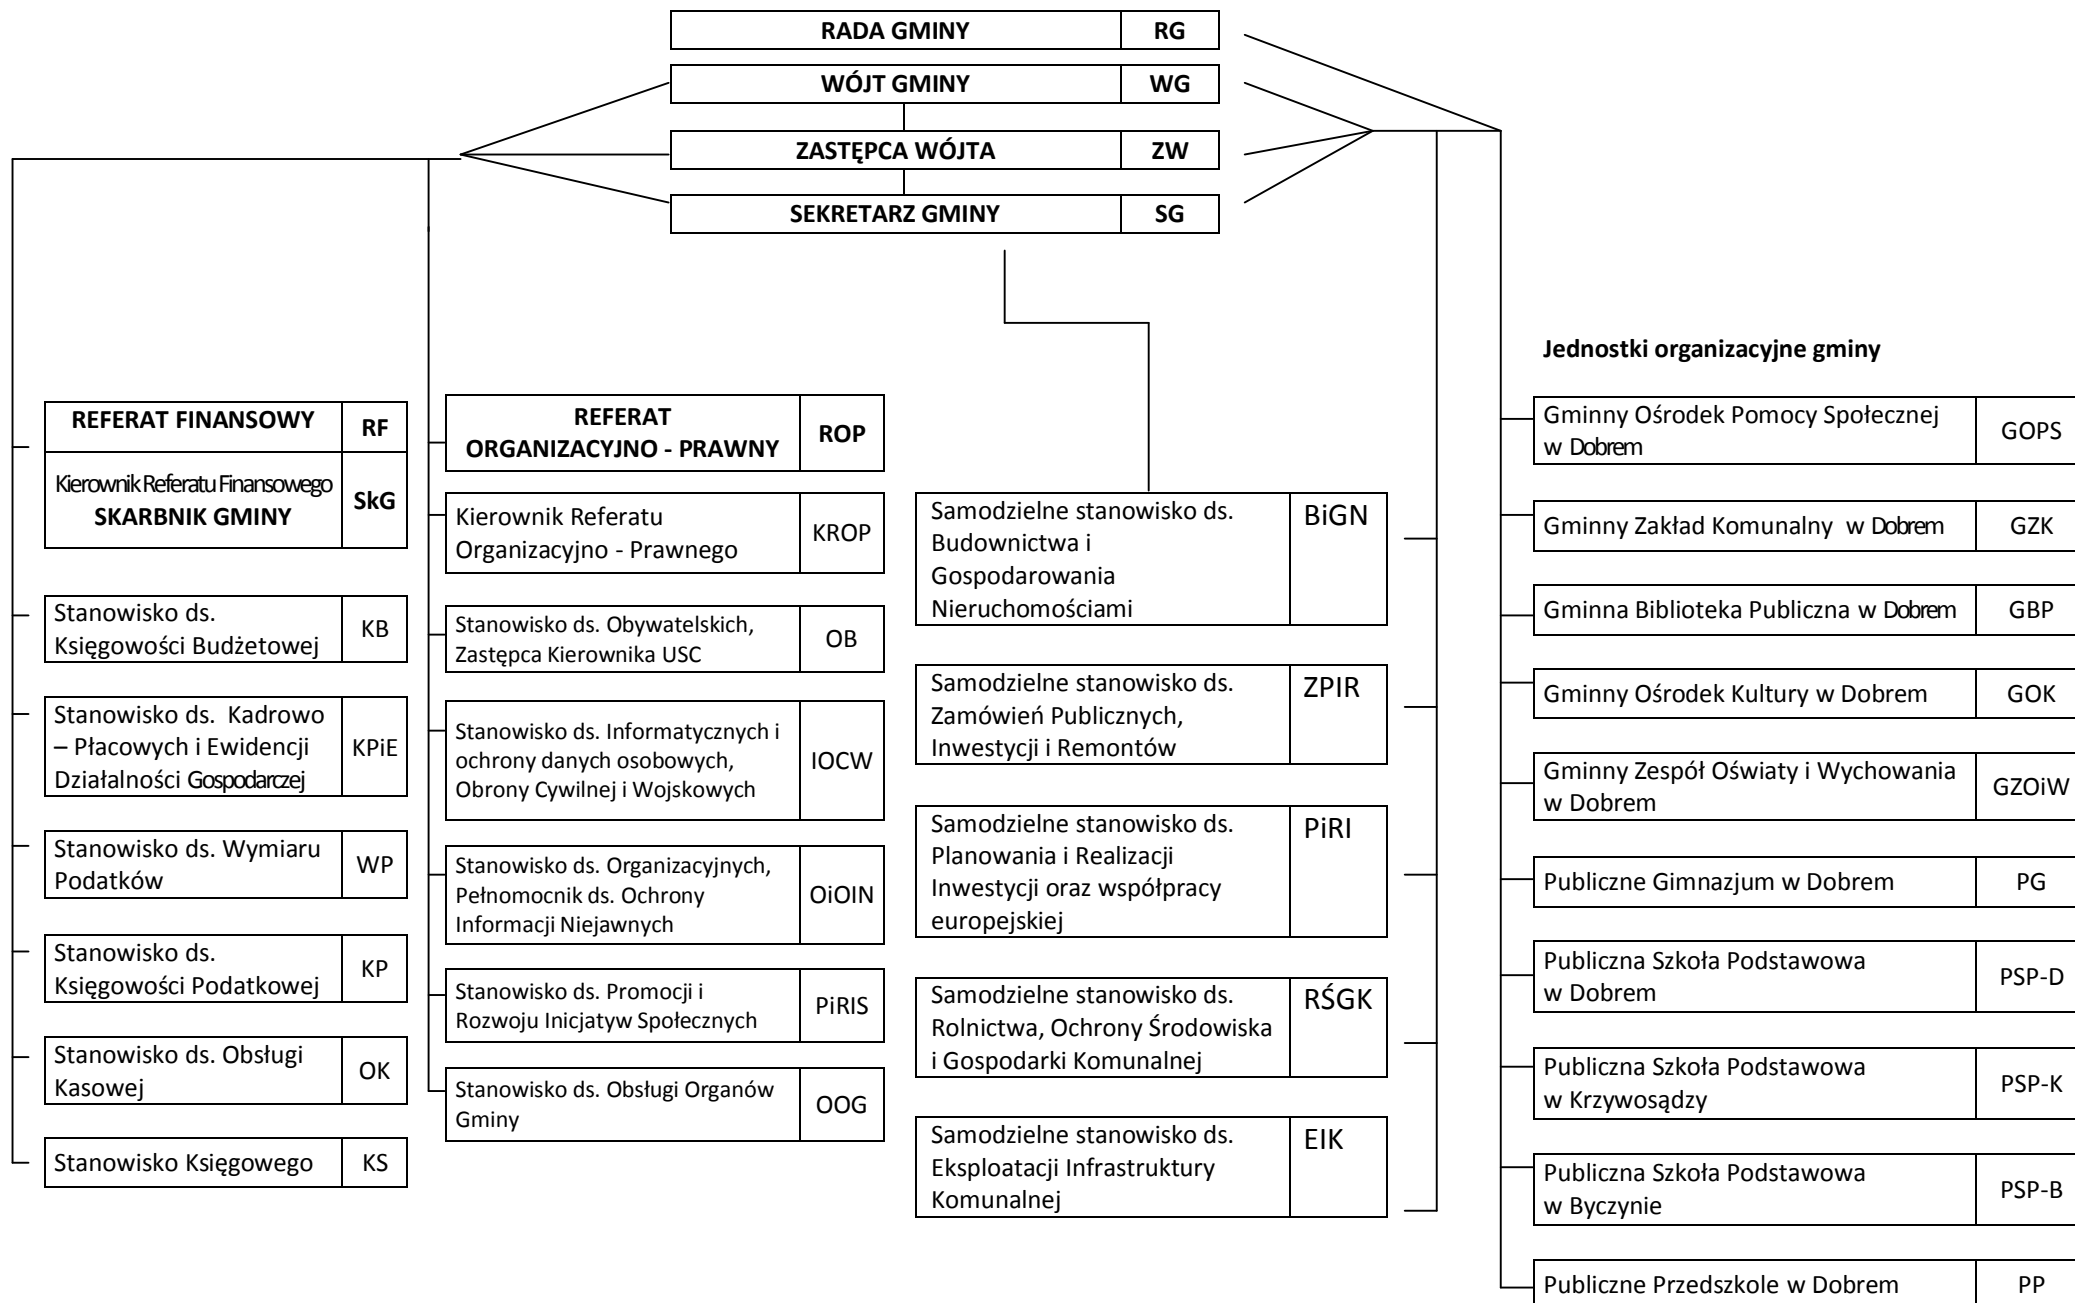 RADA GMINY RG
WÓJT GMINY WG
ZASTĘPCA WÓJTA ZW
SEKRETARZ GMINY SG
REFERAT FINANSOWY RF
Kierownik Referatu Finansowego
SKARBNIK GMINY SkG
Stanowisko ds.
Księgowości Budżetowej KB
Stanowisko ds. Kadrowo
– Płacowych i Ewidencji KPiE
Działalności Gospodarczej
Stanowisko ds. Wymiaru
Podatków WP
Stanowisko ds.
Księgowości Podatkowej KP
Stanowisko ds. Obsługi
Kasowej OK
Stanowisko Księgowego KS
REFERAT
ORGANIZACYJNO - PRAWNY ROP
Kierownik Referatu
Organizacyjno - Prawnego KROP
Stanowisko ds. Obywatelskich,
Zastępca Kierownika USC OB
Stanowisko ds. Informatycznych i
ochrony danych osobowych, IOCW
Obrony Cywilnej i Wojskowych
Stanowisko ds. Organizacyjnych,
Pełnomocnik ds. Ochrony OiOIN
Informacji Niejawnych
Stanowisko ds. Promocji i
Rozwoju Inicjatyw Społecznych PiRIS
Stanowisko ds. Obsługi Organów
Gminy OOG
Samodzielne stanowisko ds. BiGN
Budownictwa i
Gospodarowania
Nieruchomościami
Samodzielne stanowisko ds. ZPIR
Zamówień Publicznych,
Inwestycji i Remontów
Samodzielne stanowisko ds. PiRI
Planowania i Realizacji
Inwestycji oraz współpracy
europejskiej
Samodzielne stanowisko ds. RŚGK
Rolnictwa, Ochrony Środowiska
i Gospodarki Komunalnej
Samodzielne stanowisko ds. EIK
Eksploatacji Infrastruktury
Komunalnej
Jednostki organizacyjne gminy
Gminny Ośrodek Pomocy Społecznej
w Dobrem GOPS
Gminny Zakład Komunalny w Dobrem GZK
Gminna Biblioteka Publiczna w Dobrem GBP
Gminny Ośrodek Kultury w Dobrem GOK
Gminny Zespół Oświaty i Wychowania
w Dobrem GZOiW
Publiczne Gimnazjum w Dobrem PG
Publiczna Szkoła Podstawowa
w Dobrem PSP-D
Publiczna Szkoła Podstawowa
w Krzywosądzy PSP-K
Publiczna Szkoła Podstawowa
w Byczynie PSP-B
Publiczne Przedszkole w Dobrem PP